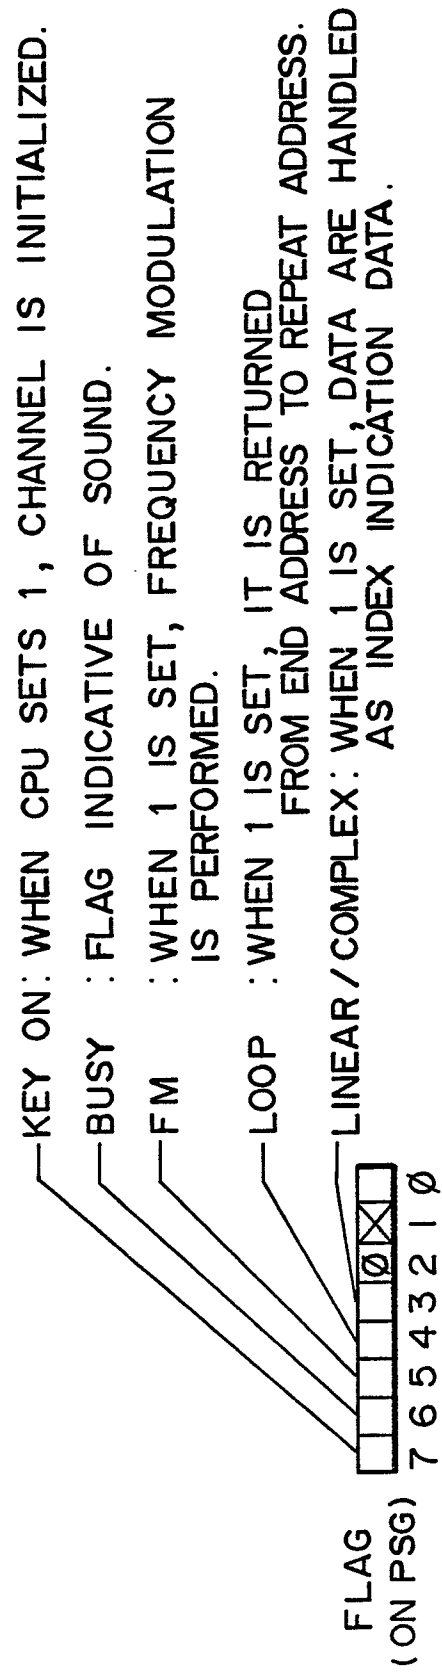 KEY ON: WHEN CPU SETS 1, CHANNEL IS INITIALIZED.
BUSY : FLAG INDICATIVE OF SOUND.
FM : WHEN 1 IS SET, FREQUENCY MODULATION
IS PERFORMED.
LOOP : WHEN 1 IS SET, IT IS RETURNED
FROM END ADDRESS TO REPEAT ADDRESS.
LINEAR/COMPLEX: WHEN 1 IS SET, DATA ARE HANDLED
AS INDEX INDICATION DATA.
FLAG
(ON PSG)
Ø
7 6 5 4 3 2 1 Ø